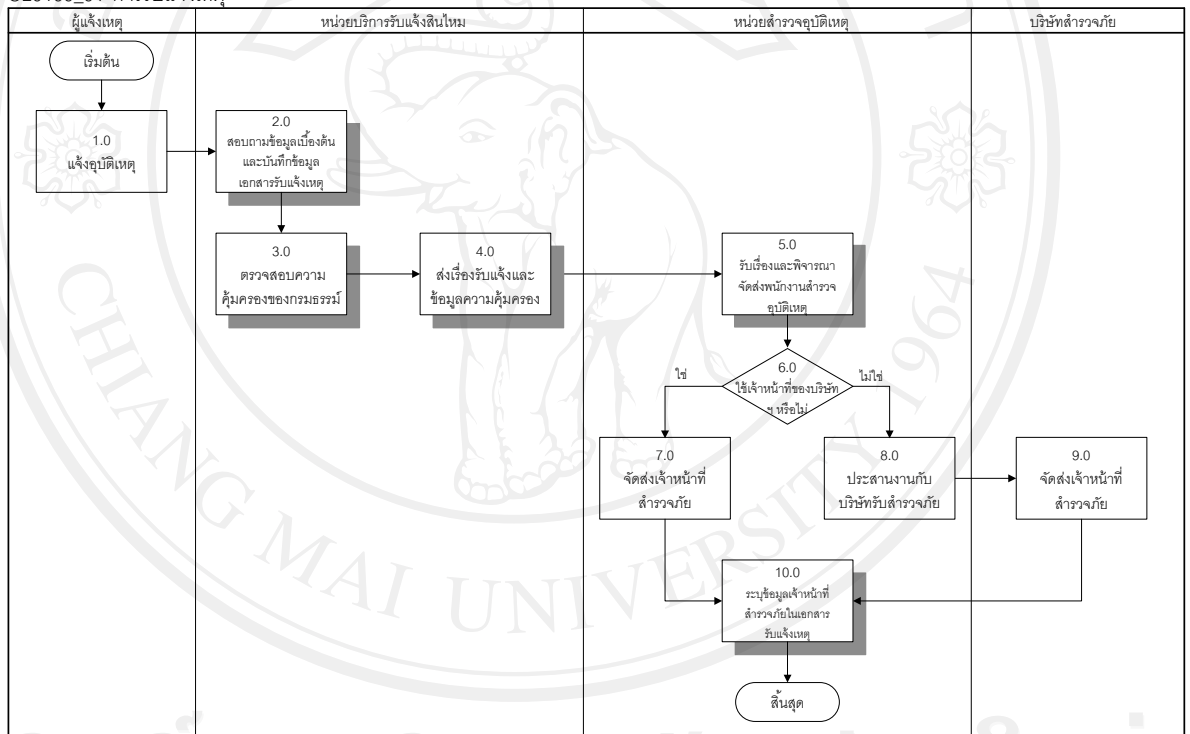 ผู้แจ้งเหตุ
หน่วยบริการรับแจ้งสินไหม
หน่วยสำรวจอุบัติเหตุ
บริษัทสำรวจภัย
เริ่มต้น
1.0
แจ้งอุบัติเหตุ
2.0
สอบถามข้อมูลเบื้องต้น
และบันทึกข้อมูล
เอกสารรับแจ้งเหตุ
3.0
ตรวจสอบความ
คุ้มครองของกรมธรรม์
4.0
ส่งเรื่องรับแจ้งและ
ข้อมูลความคุ้มครอง
5.0
รับเรื่องและพิจารณา
จัดส่งพนักงานสำรวจ
อุบัติเหตุ
6.0
ใช้เจ้าหน้าที่ของบริษัท
ฯ หรือไม่
ใช่
ไม่ใช่
7.0
จัดส่งเจ้าหน้าที่
สำรวจภัย
8.0
ประสานงานกับ
บริษัทรับสำรวจภัย
9.0
จัดส่งเจ้าหน้าที่
สำรวจภัย
10.0
ระบุข้อมูลเจ้าหน้าที่
สำรวจภัยในเอกสาร
รับแจ้งเหตุ
สิ้นสุด
CHIANG MAI UNIVERSITY 1964